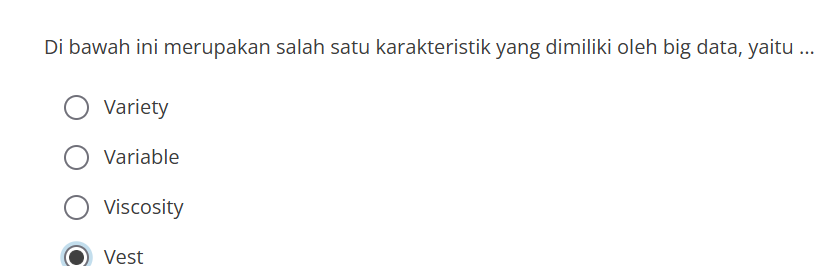 Di bawah ini merupakan salah satu karakteristik yang dimiliki oleh big data, yaitu ...
Variety
Variable
Viscosity
Vest